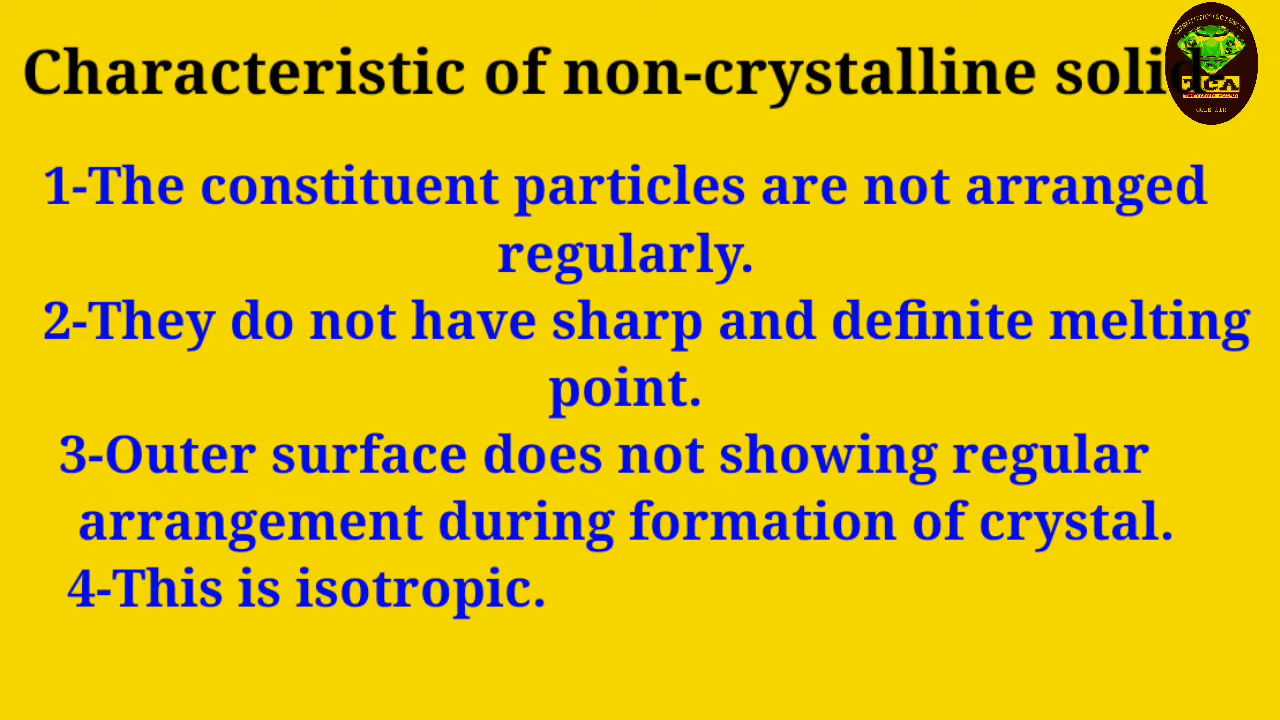 Characteristic of non-crystalline solid
1-The constituent particles are not arranged
regularly.
2-They do not have sharp and definite melting
point.
3-Outer surface does not showing regular
arrangement during formation of crystal.
4-This is isotropic.